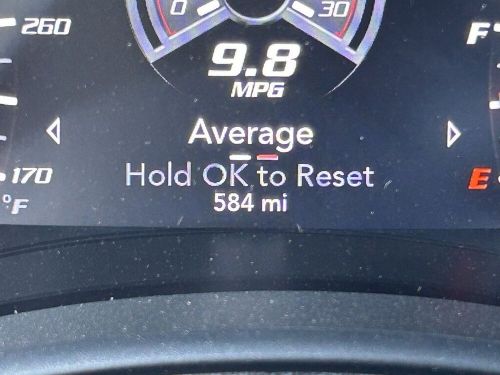 260
0 30
F
9.8
MPG
Average
Hold OK to Reset
170
E
°F
584 mi